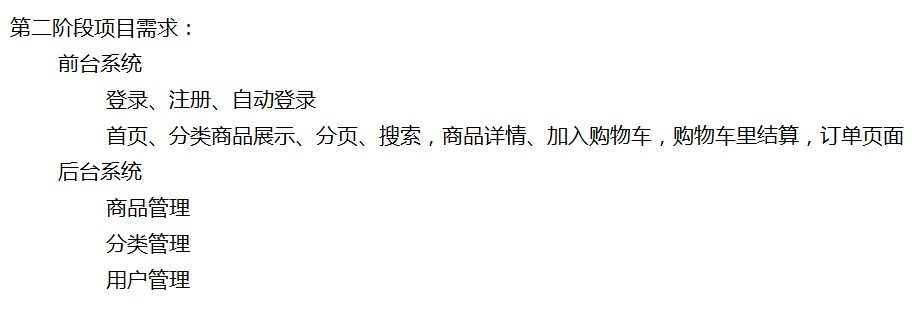 第二阶段项目需求：
前台系统
登录、注册、自动登录
首页、分类商品展示、分页、搜索，商品详情、加入购物车，购物车里结算，订单页面
后台系统
商品管理
分类管理
用户管理